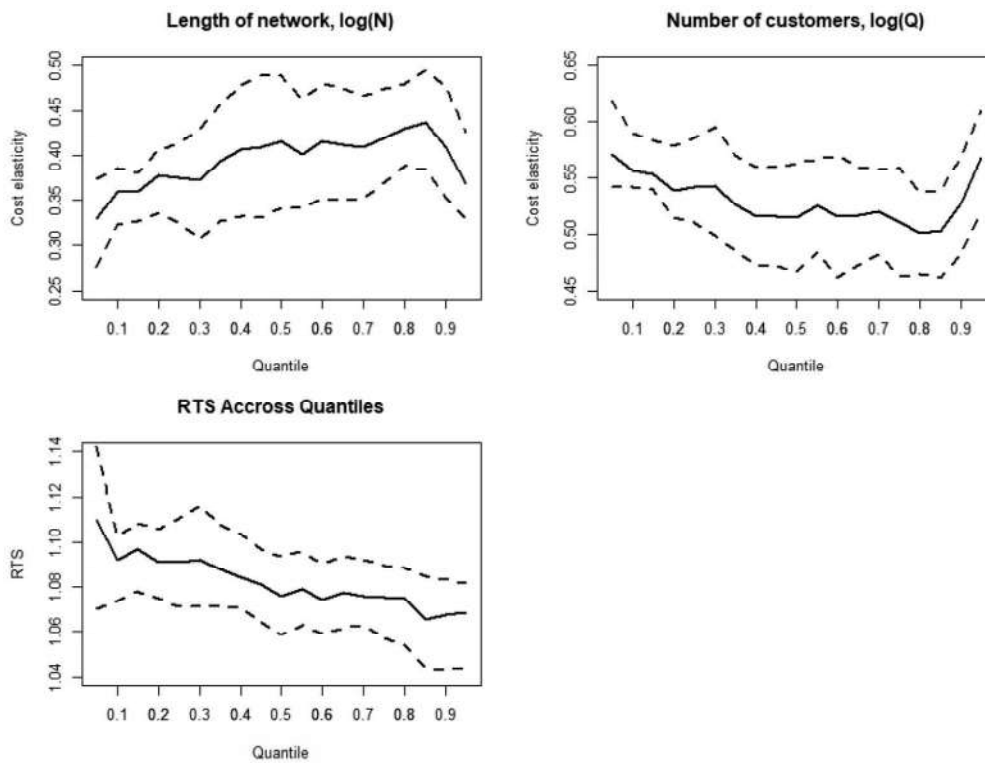 Length of network, log(N)
Cost elasticity
0.50
0.45
0.40
0.35
0.30
0.25
0.1 0.2 0.3 0.4 0.5 0.6 0.7 0.8 0.9
Quantile
Number of customers, log(Q)
Cost elasticity
0.65
0.60
0.55
0.50
0.45
0.1 0.2 0.3 0.4 0.5 0.6 0.7 0.8 0.9
Quantile
RTS Accross Quantiles
RTS
1.14
1.12
1.10
1.08
1.06
1.04
0.1 0.2 0.3 0.4 0.5 0.6 0.7 0.8 0.9
Quantile